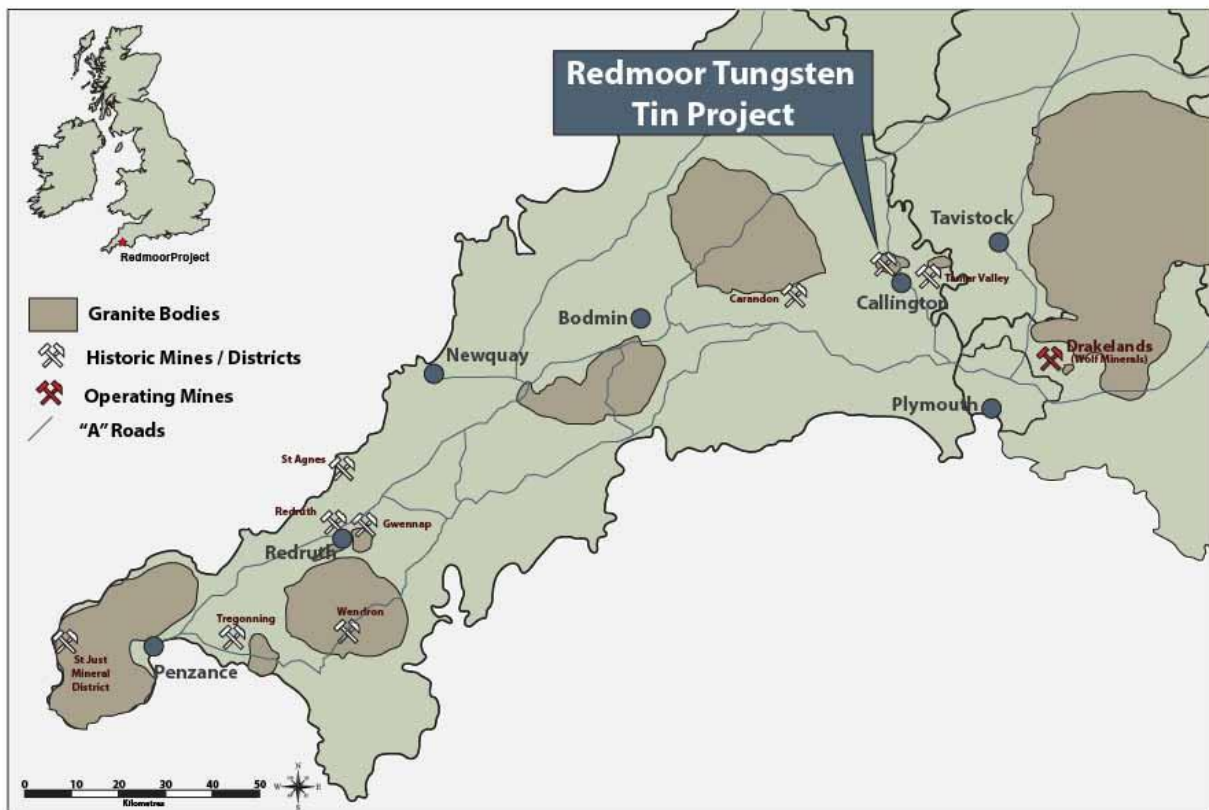 Redmoor Tungsten
Tin Project
RedmoorProject
Granite Bodies
Historic Mines / Districts
Operating Mines
"A" Roads
Tavistock
Tamar Valley
Callington
Carandon
Bodmin
Newquay
Drakelands
(Wolf Minerals)
Plymouth
St Agnes
Redruth
Gwennap
Redruth
Tregonning
Wendron
St Just
Mineral
District
Penzance
0 10 20 30 40 50
Kilometres
N
W E
S